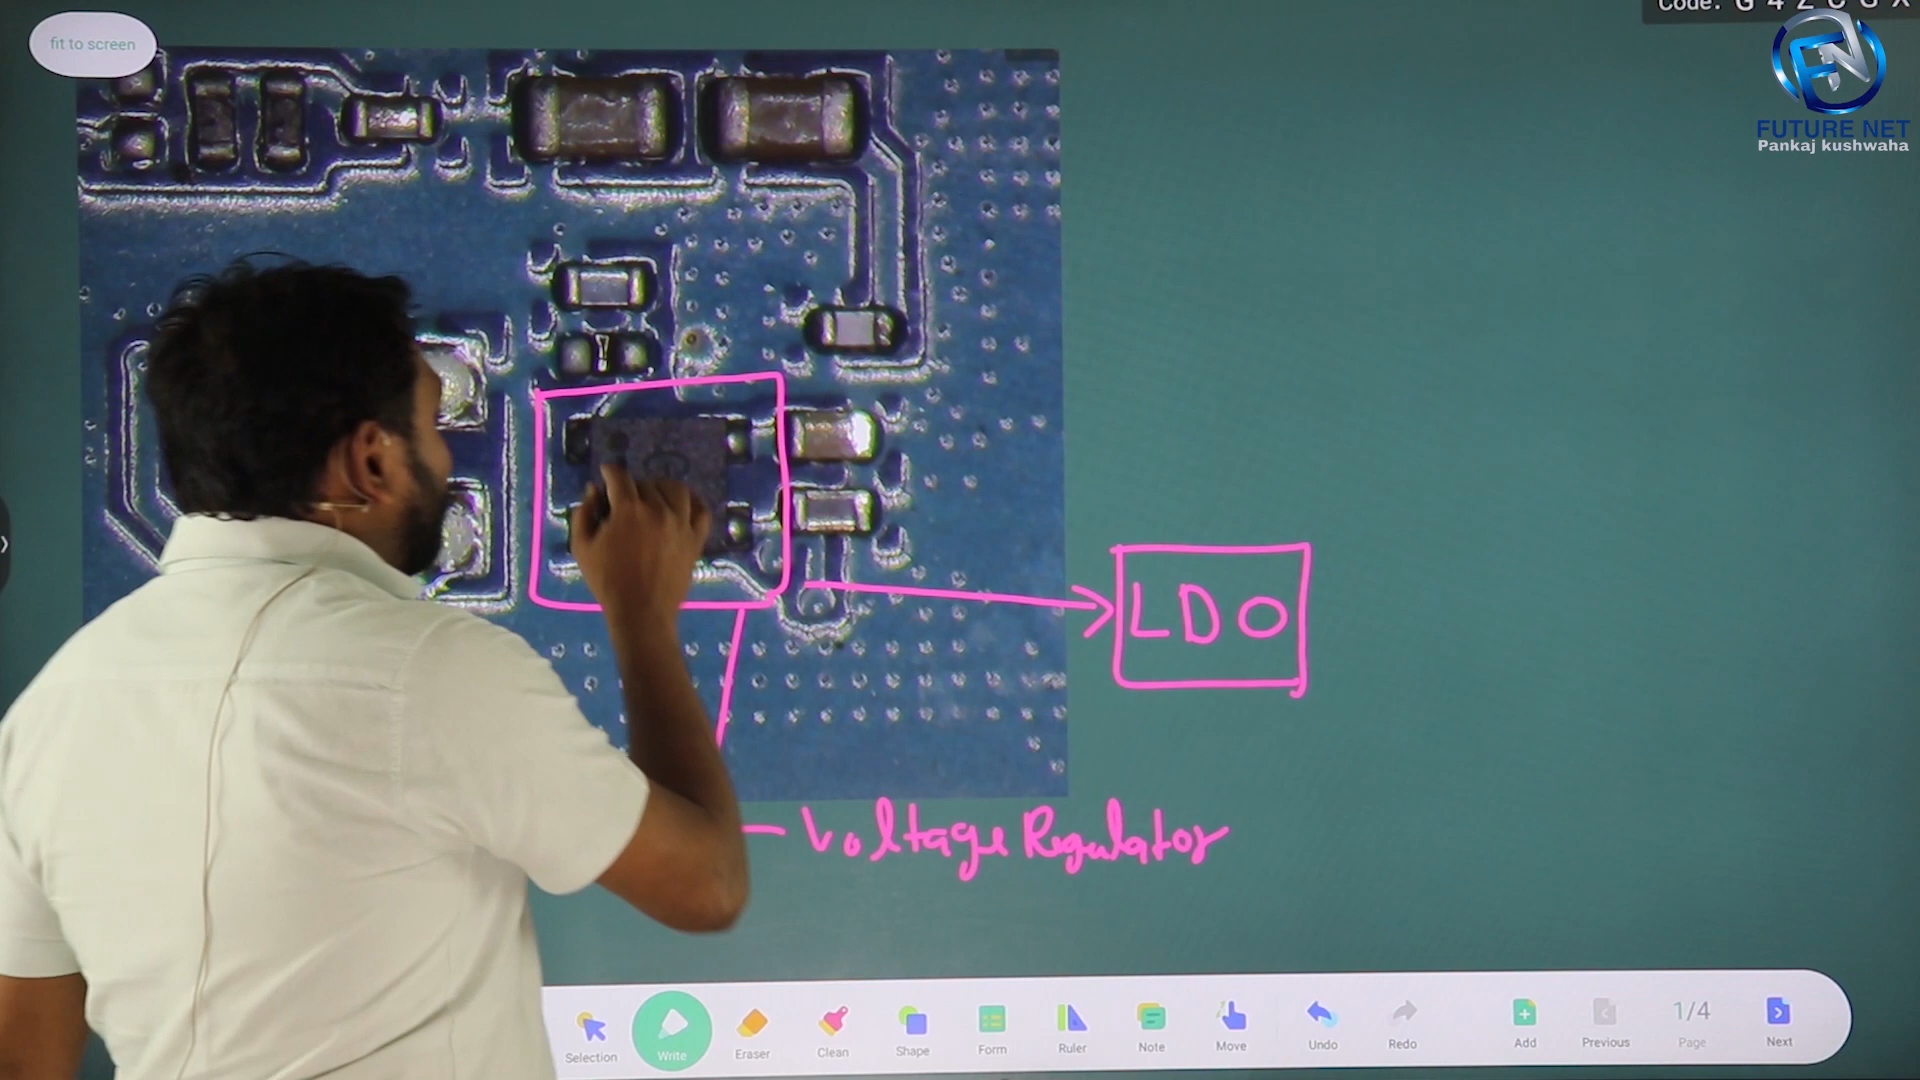 fit to screen
Code: G 4 Z
FUTURE NET
Pankaj kushwaha
LDO
Voltage Regulator
Selection
Write
Eraser
Clean
Shape
Form
Ruler
Note
Move
Undo
Redo
Add
Previous
1/4
Page
Next